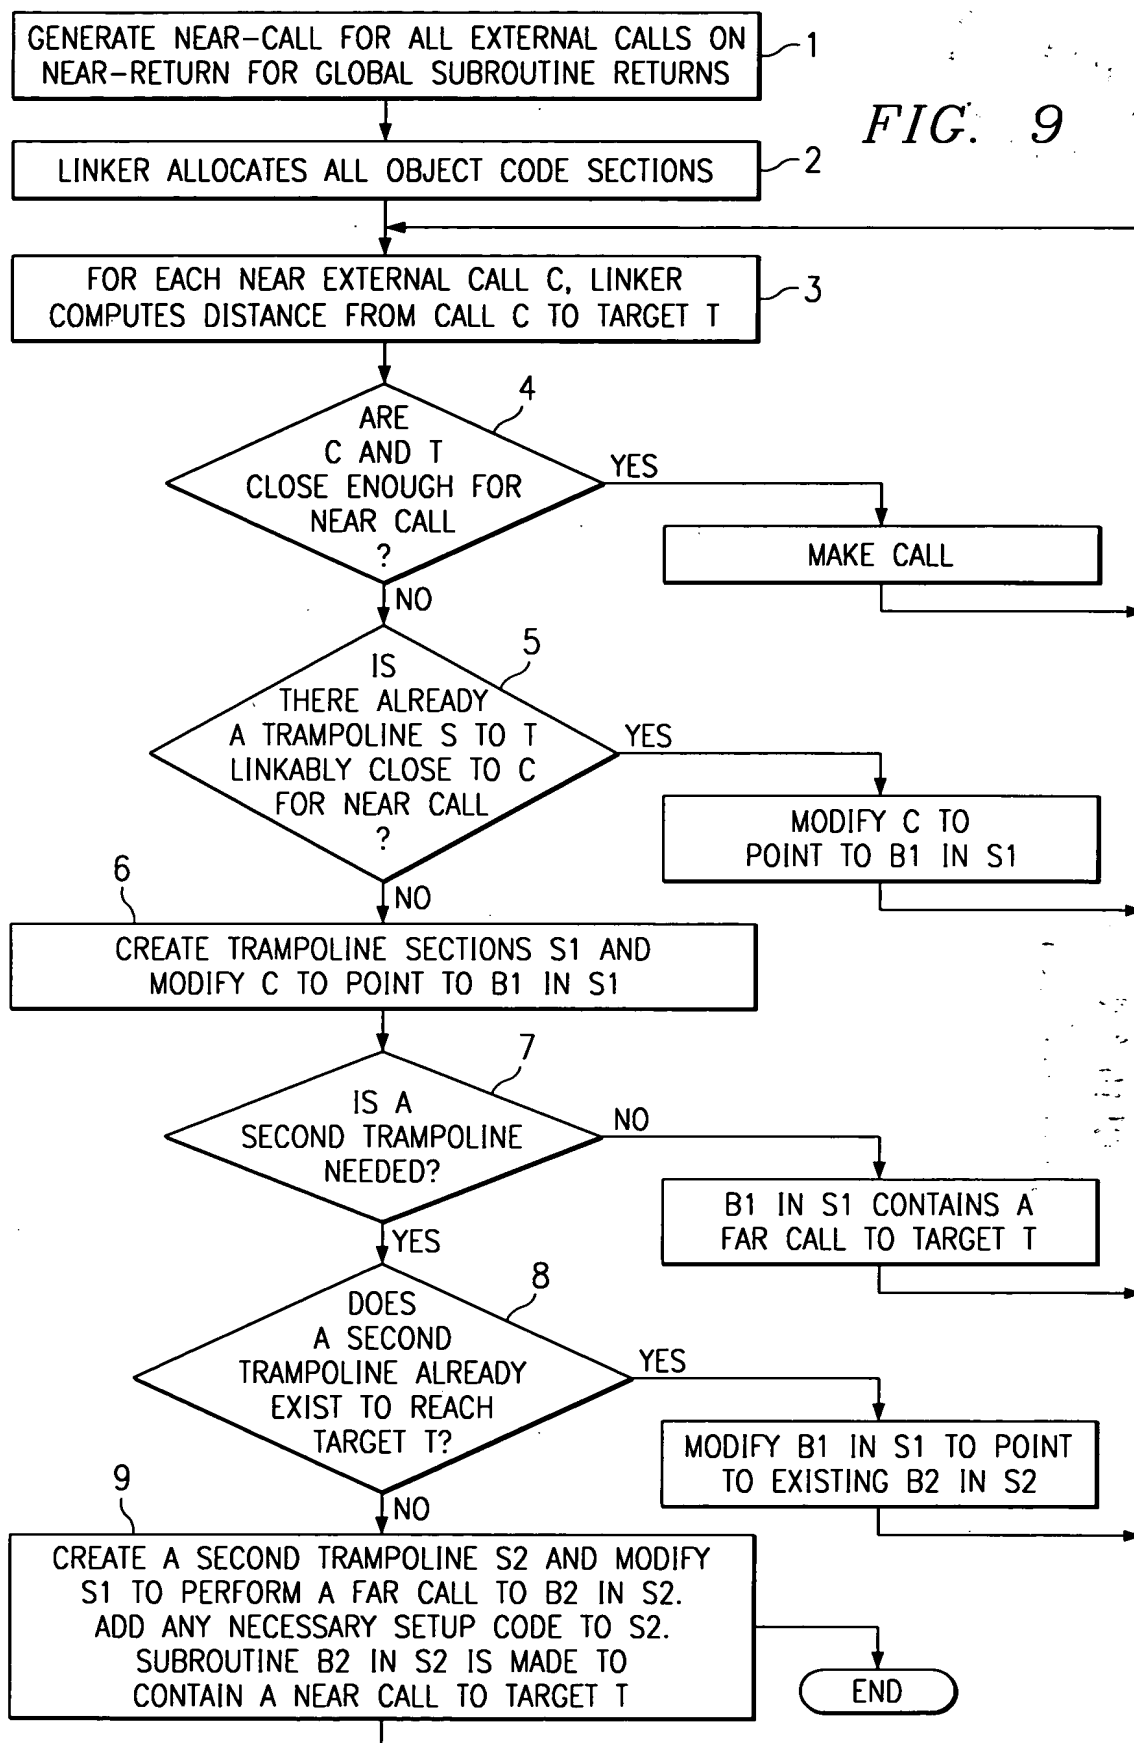 GENERATE NEAR-CALL FOR ALL EXTERNAL CALLS ON
NEAR-RETURN FOR GLOBAL SUBROUTINE RETURNS
1
FIG. 9
LINKER ALLOCATES ALL OBJECT CODE SECTIONS
2
FOR EACH NEAR EXTERNAL CALL C, LINKER
COMPUTES DISTANCE FROM CALL C TO TARGET T
3
4
ARE
C AND T
CLOSE ENOUGH FOR
NEAR CALL
?
YES
MAKE CALL
NO
5
IS
THERE ALREADY
A TRAMPOLINE S TO T
LINKABLY CLOSE TO C
FOR NEAR CALL
?
YES
MODIFY C TO
POINT TO B1 IN S1
NO
6
CREATE TRAMPOLINE SECTIONS S1 AND
MODIFY C TO POINT TO B1 IN S1
7
IS A
SECOND TRAMPOLINE
NEEDED?
NO
B1 IN S1 CONTAINS A
FAR CALL TO TARGET T
YES
8
DOES
A SECOND
TRAMPOLINE ALREADY
EXIST TO REACH
TARGET T?
YES
MODIFY B1 IN S1 TO POINT
TO EXISTING B2 IN S2
NO
9
CREATE A SECOND TRAMPOLINE S2 AND MODIFY
S1 TO PERFORM A FAR CALL TO B2 IN S2.
ADD ANY NECESSARY SETUP CODE TO S2.
SUBROUTINE B2 IN S2 IS MADE TO
CONTAIN A NEAR CALL TO TARGET T
END